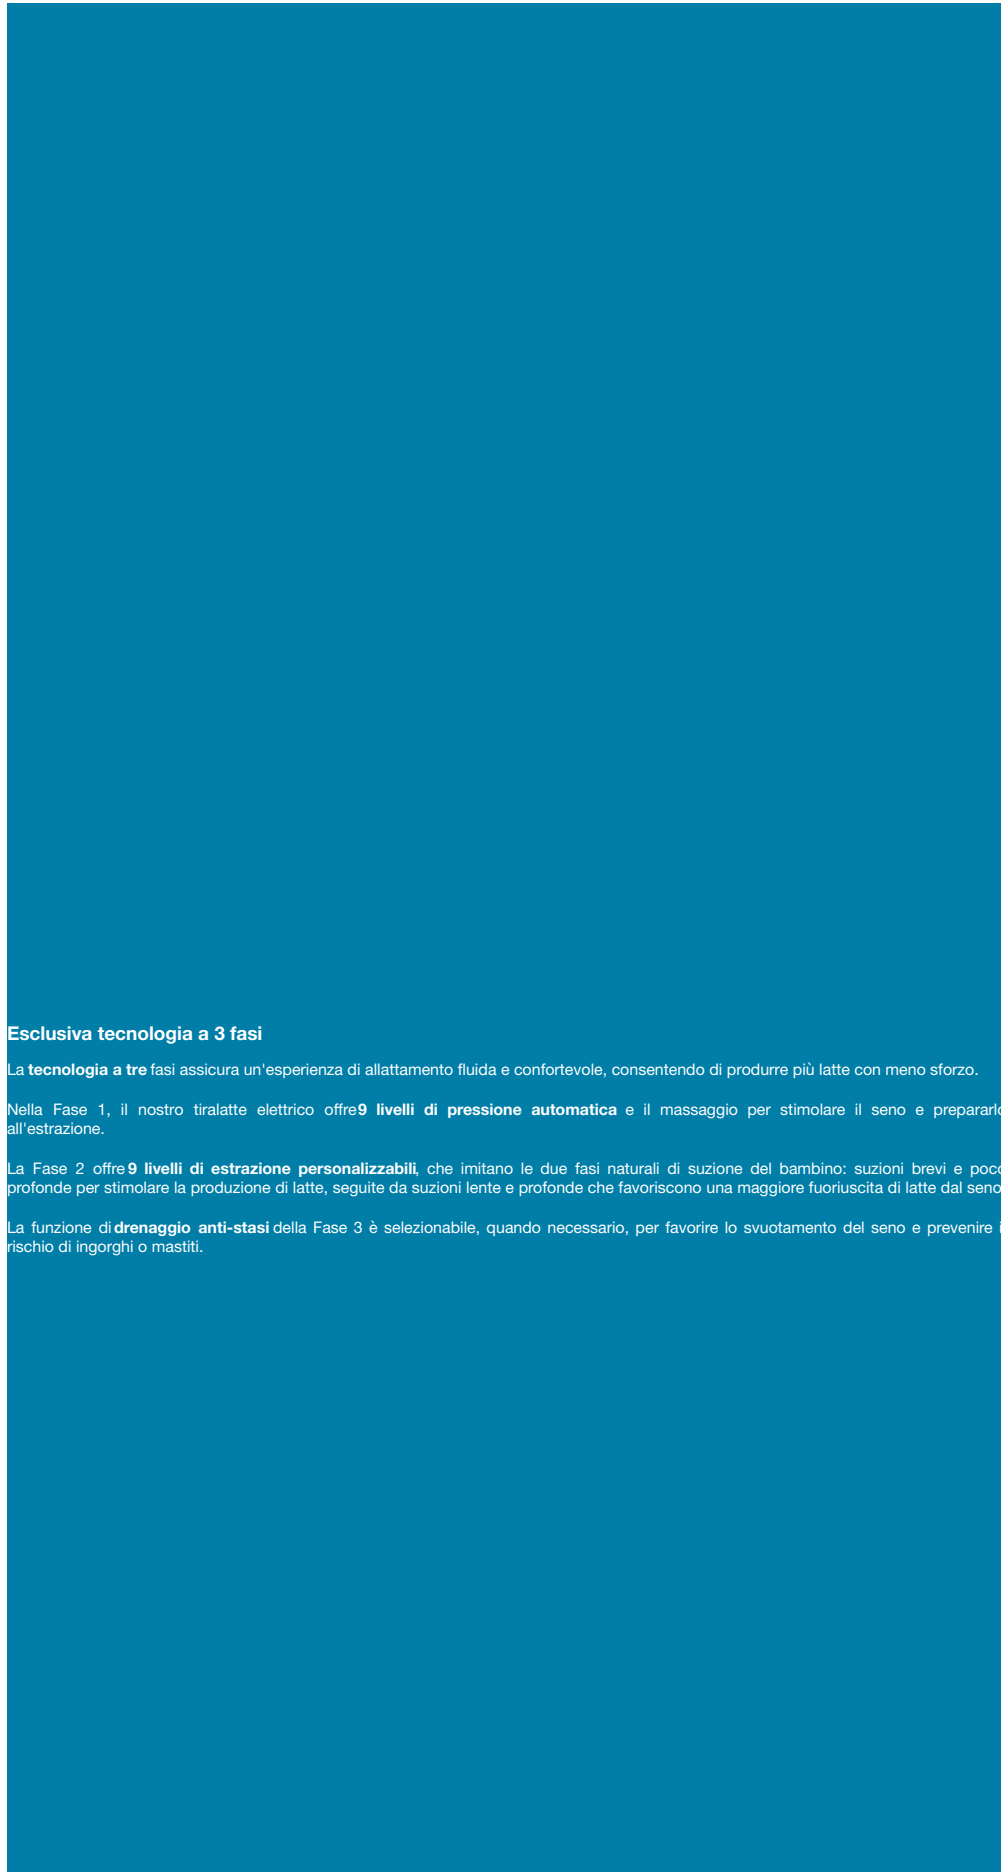 Esclusiva tecnologia a 3 fasi
La tecnologia a tre fasi assicura un'esperienza di allattamento fluida e confortevole, consentendo di produrre più latte con meno sforzo.
Nella Fase 1, il nostro tiralatte elettrico offre 9 livelli di pressione automatica e il massaggio per stimolare il seno e prepararlo
all'estrazione.
La Fase 2 offre 9 livelli di estrazione personalizzabili, che imitano le due fasi naturali di suzione del bambino: suzioni brevi e poco
profonde per stimolare la produzione di latte, seguite da suzioni lente e profonde che favoriscono una maggiore fuoriuscita di latte dal seno
La funzione di drenaggio anti-stasi della Fase 3 è selezionabile, quando necessario, per favorire lo svuotamento del seno e prevenire i
rischio di ingorghi o mastiti.